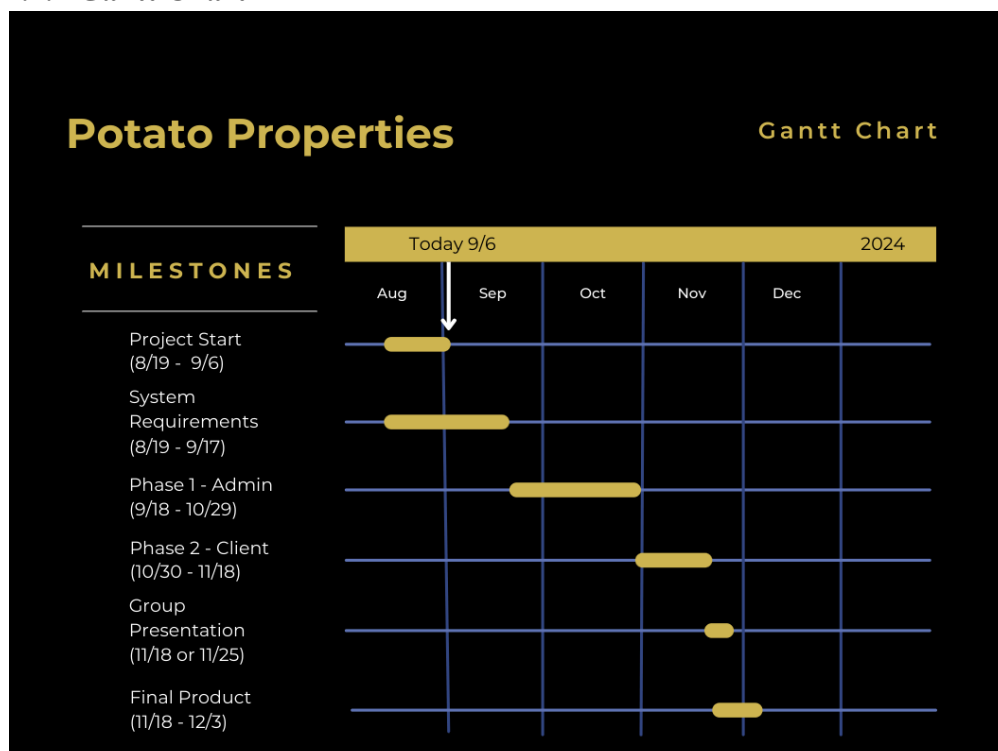 Potato Properties
Gantt Chart
MILESTONES
Today 9/6
2024
Aug
Sep
Oct
Nov
Dec
Project Start
(8/19 - 9/6)
System
Requirements
(8/19 - 9/17)
Phase 1 - Admin
(9/18 - 10/29)
Phase 2 - Client
(10/30 - 11/18)
Group
Presentation
(11/18 or 11/25)
Final Product
(11/18 - 12/3)